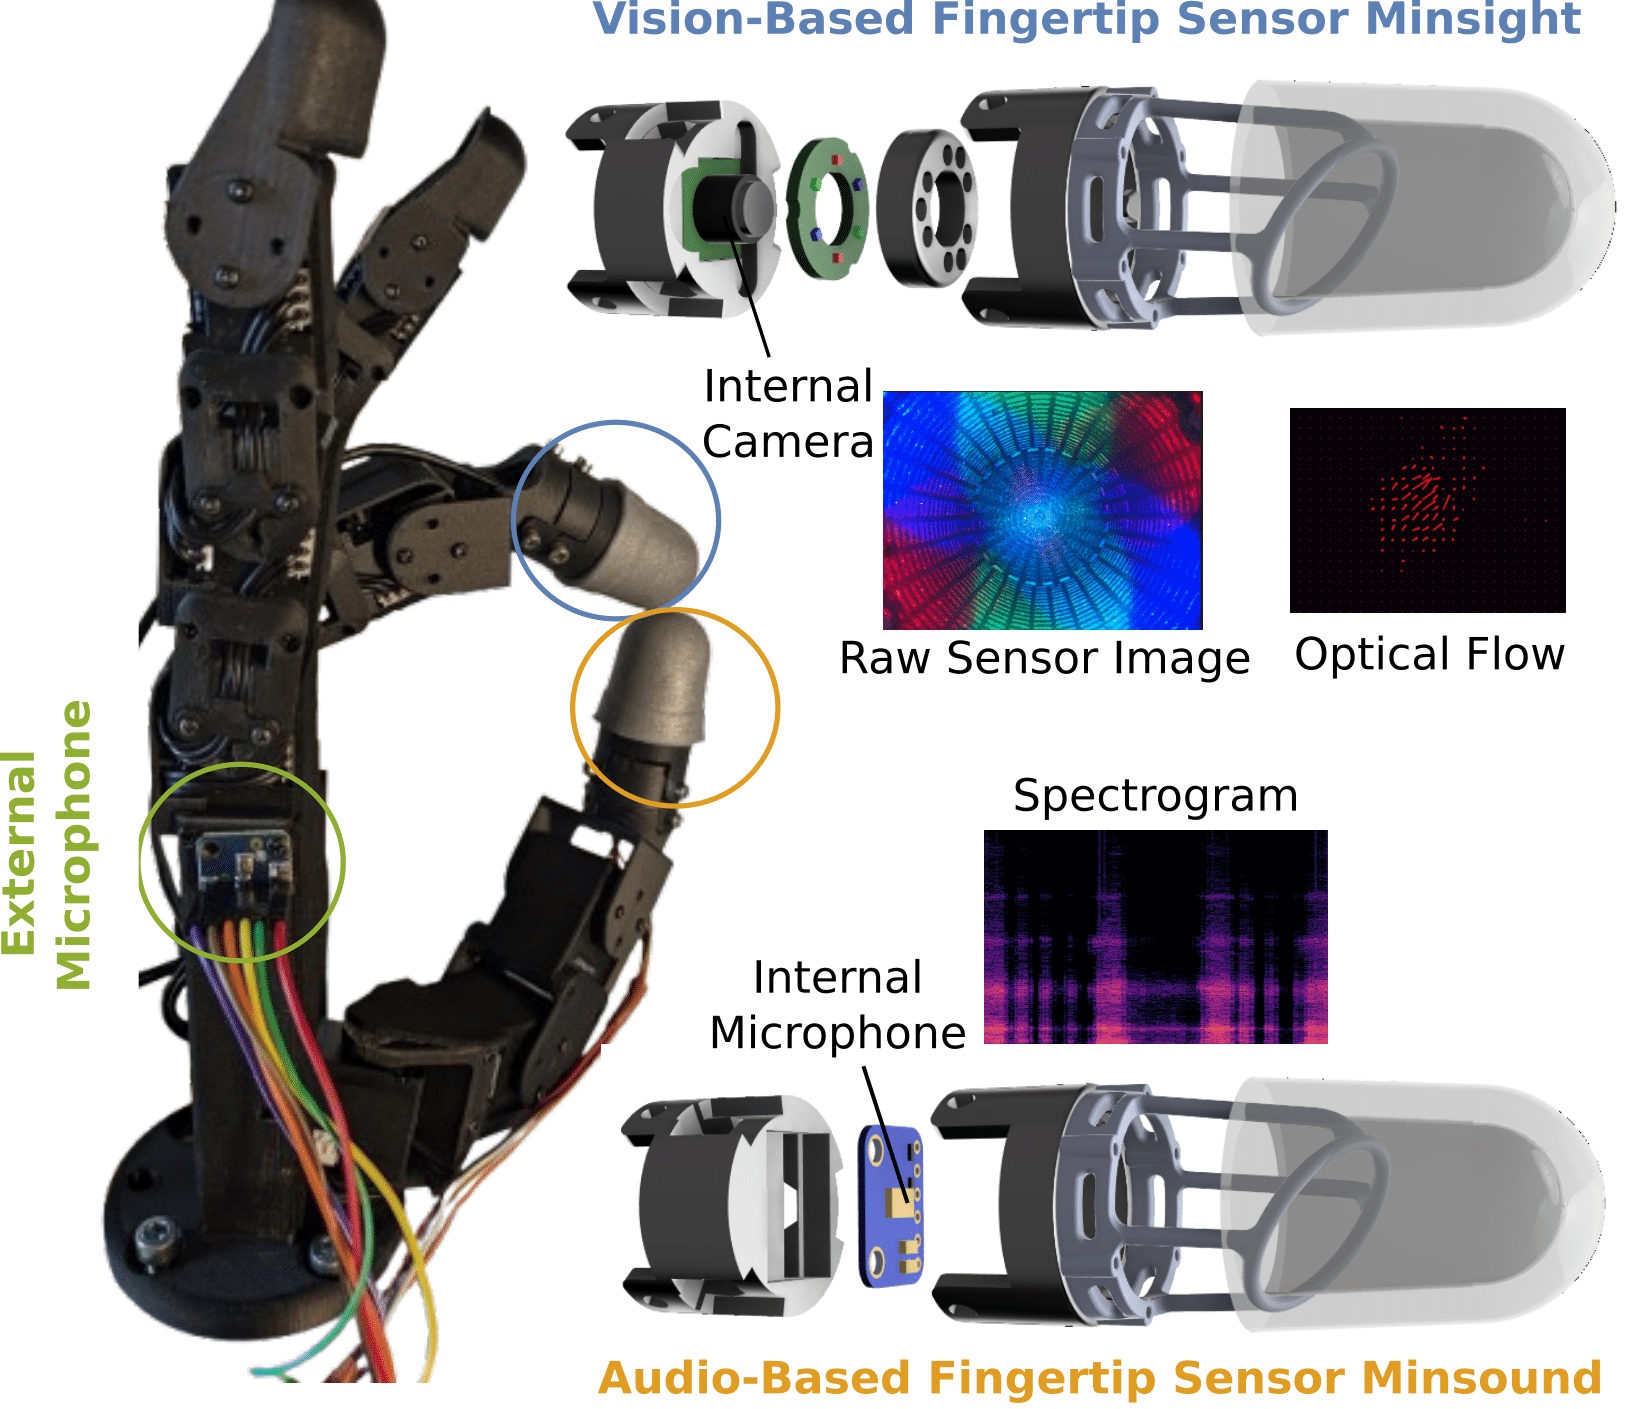 Vision-Based Fingertip Sensor Minsight
Internal
Camera
Raw Sensor Image
Optical Flow
External
Microphone
Spectrogram
Internal
Microphone
Audio-Based Fingertip Sensor Minsound